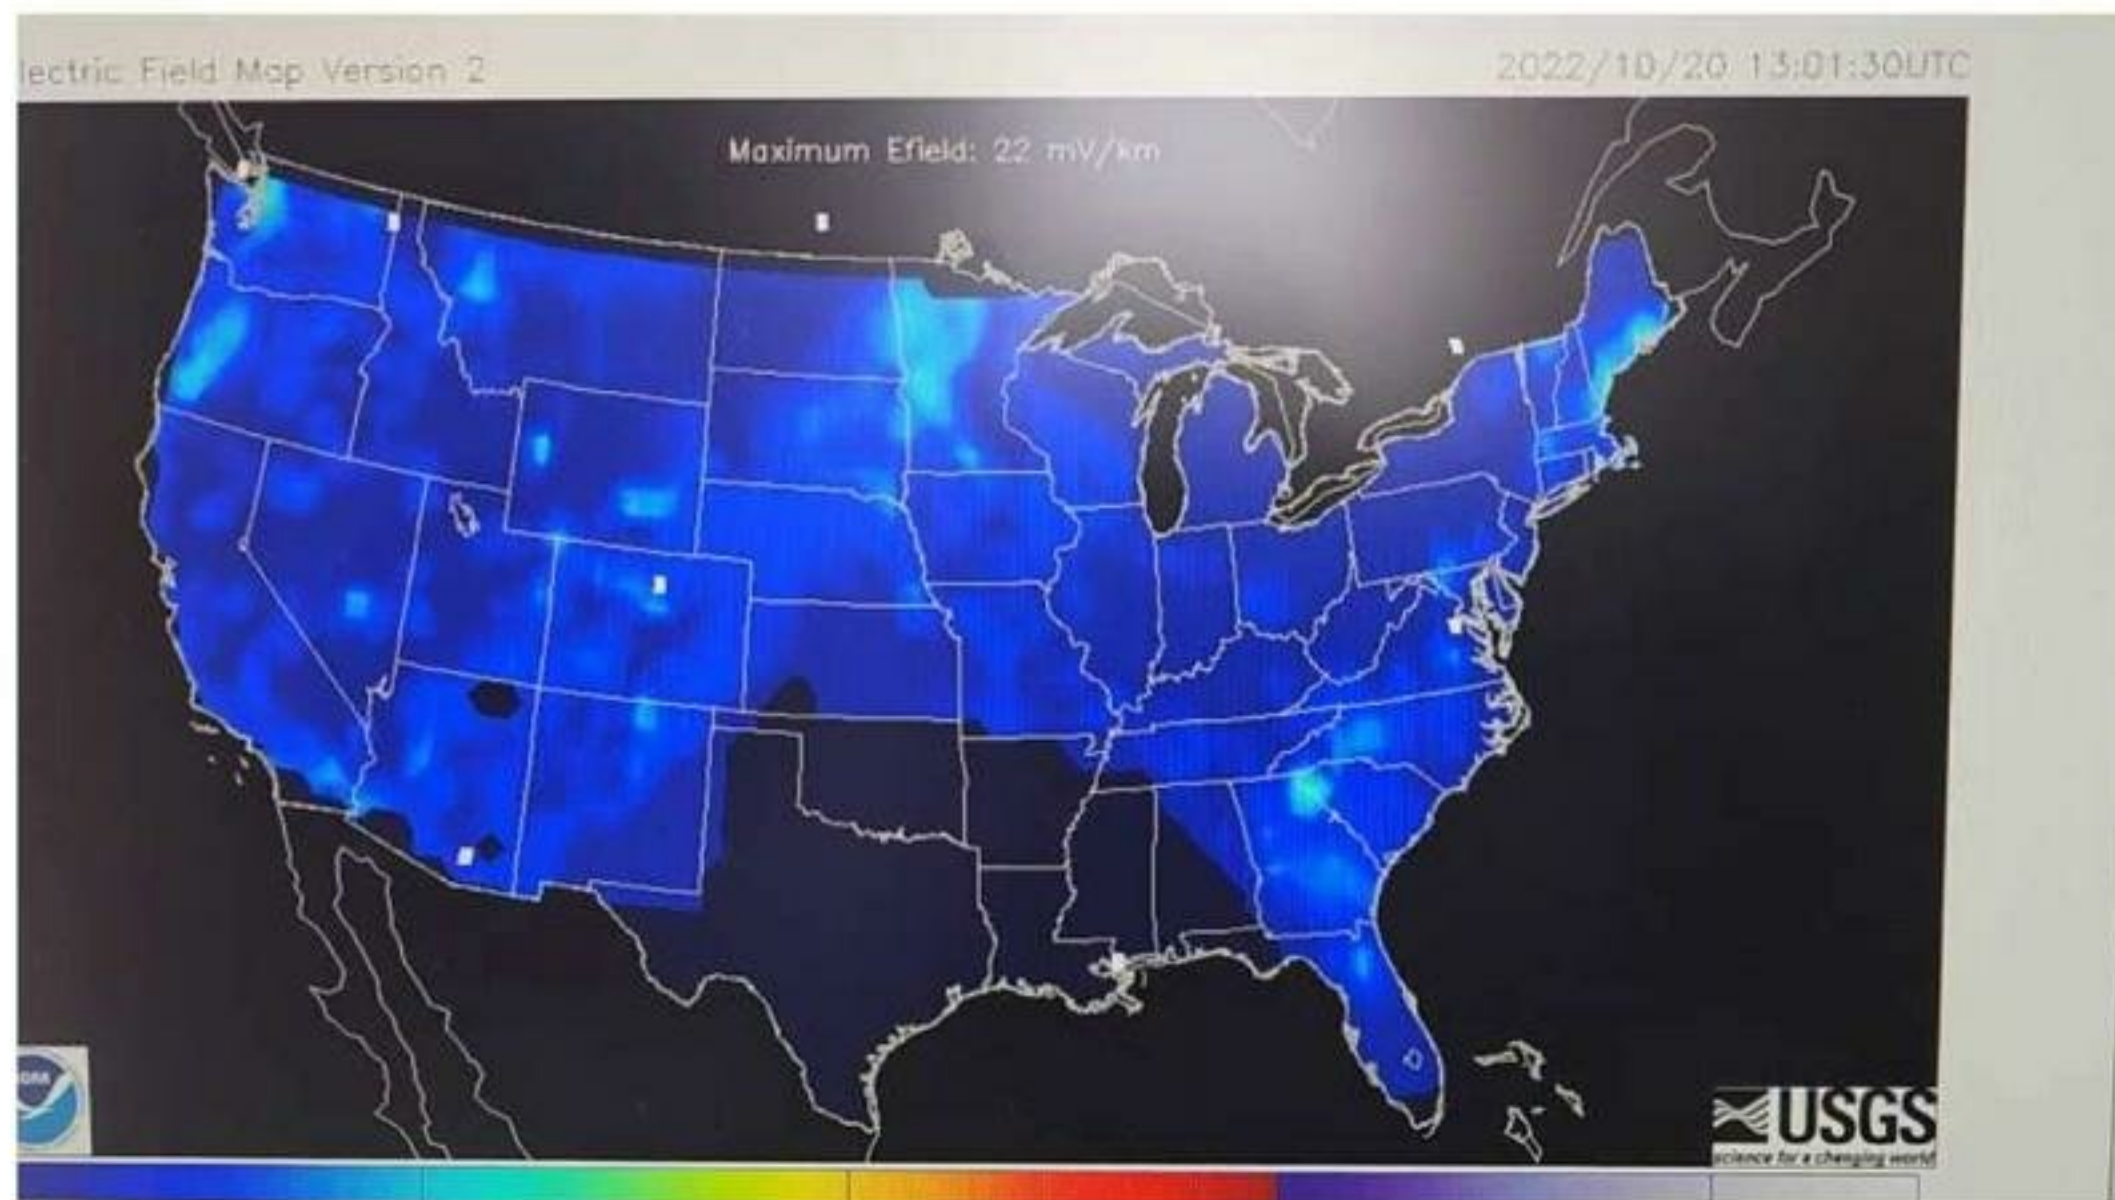 lectric Field Map Version 2
2022/10/20 13:01:30UTC
Maximum Efield: 22 mV/km
NOAA
USGS
science for a changing world